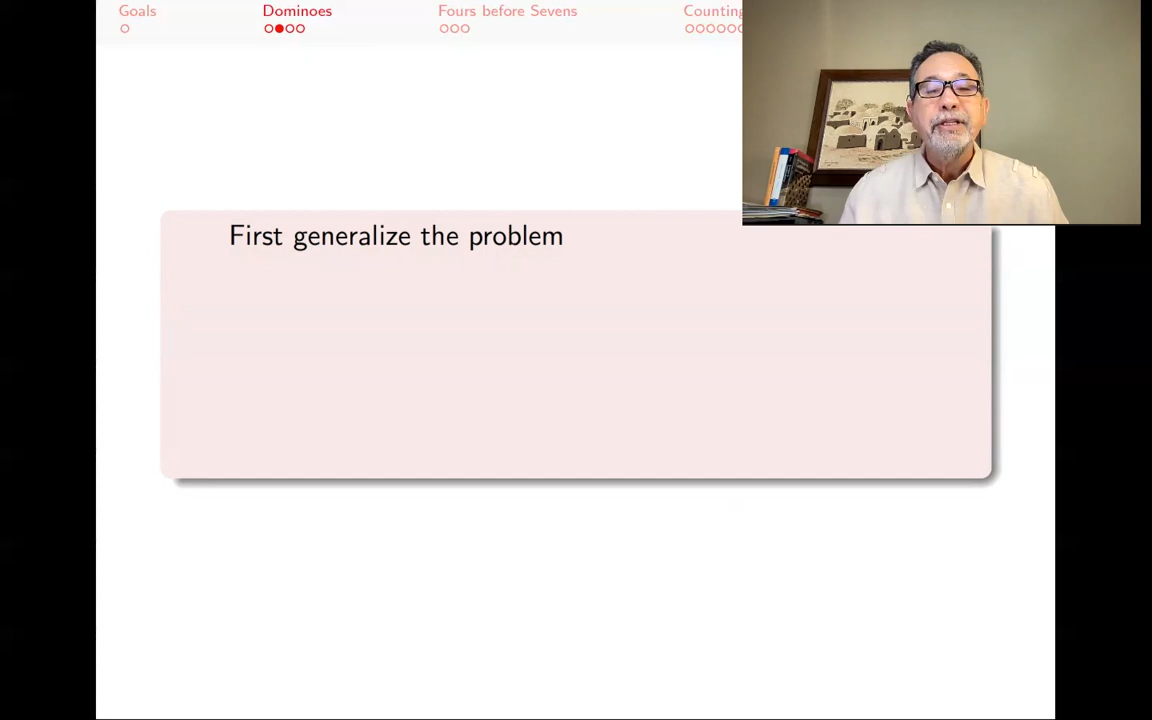 Goals Dominoes Fours before Sevens Counting
First generalize the problem